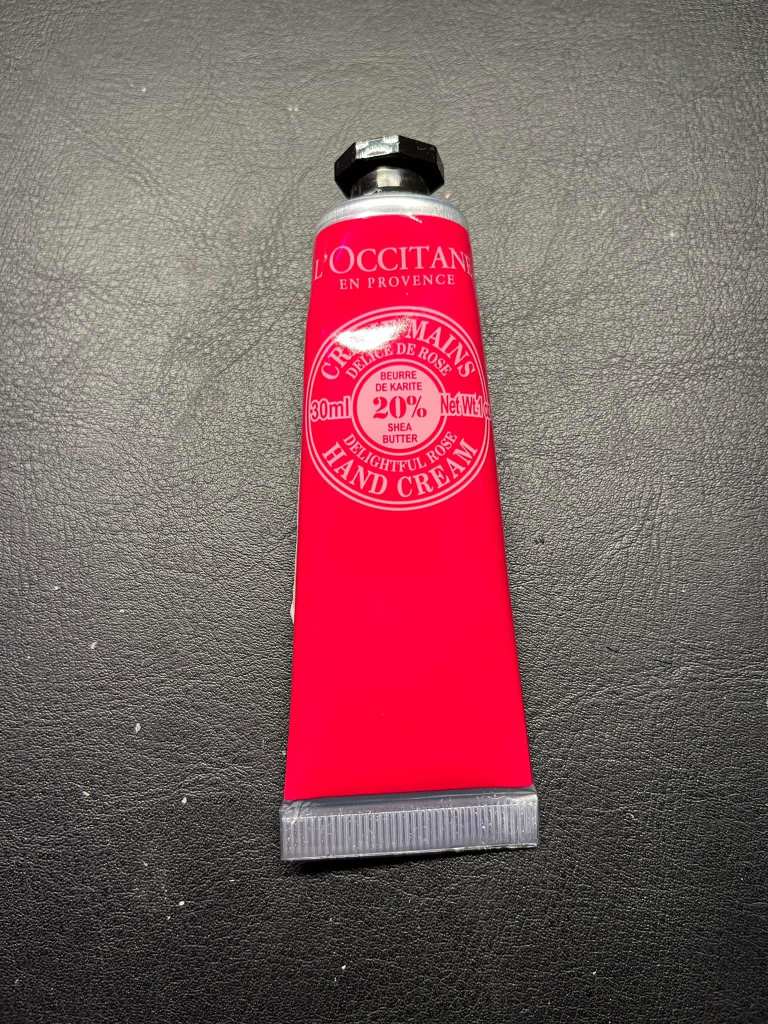 L'OCCITANE
EN PROVENCE
MAINS
DÉLICE DE ROSE
BEURRE
DE KARITE
30ml
20%
Net Wt.1
SHEA
BUTTER
DELIGHTFUL ROSE
HAND CREAM